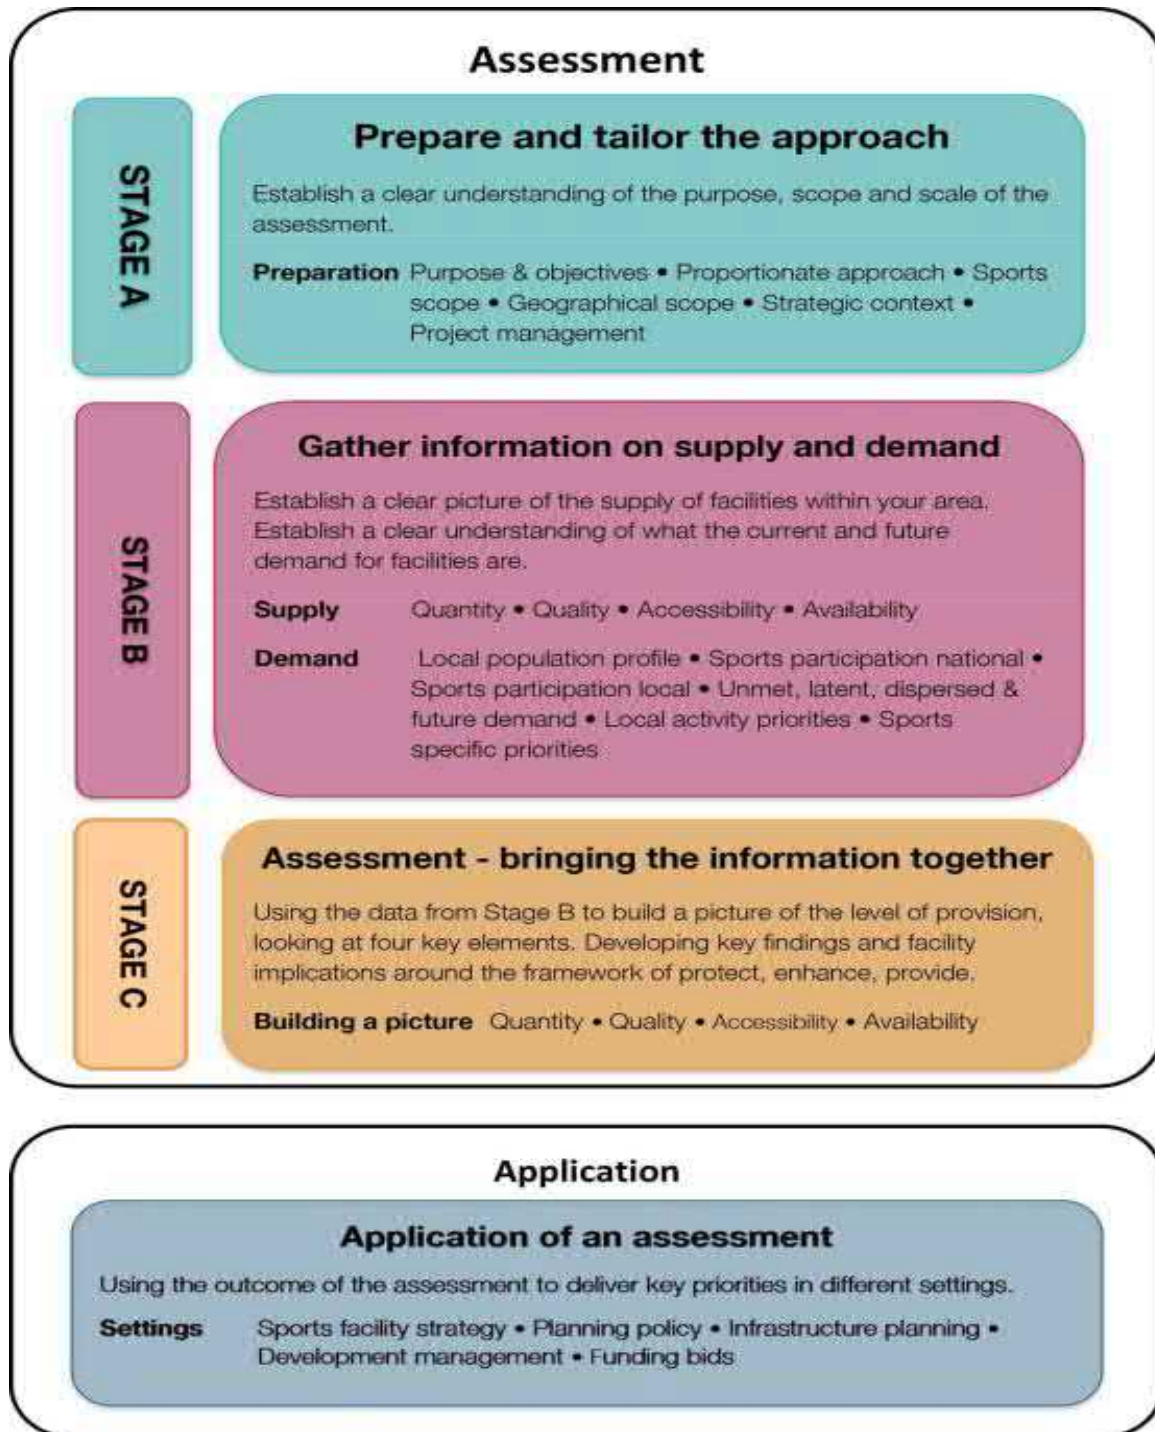 Assessment
STAGE A
Prepare and tailor the approach
Establish a clear understanding of the purpose, scope and scale of the
assessment.
Preparation Purpose & objectives • Proportionate approach • Sports
scope • Geographical scope • Strategic context •
Project management
STAGE B
Gather information on supply and demand
Establish a clear picture of the supply of facilities within your area.
Establish a clear understanding of what the current and future
demand for facilities are.
Supply Quantity • Quality • Accessibility • Availability
Demand Local population profile • Sports participation national •
Sports participation local • Unmet, latent, dispersed &
future demand • Local activity priorities • Sports
specific priorities
STAGE C
Assessment - bringing the information together
Using the data from Stage B to build a picture of the level of provision,
looking at four key elements. Developing key findings and facility
implications around the framework of protect, enhance, provide.
Building a picture Quantity • Quality • Accessibility • Availability
Application
Application of an assessment
Using the outcome of the assessment to deliver key priorities in different settings.
Settings Sports facility strategy • Planning policy • Infrastructure planning •
Development management • Funding bids